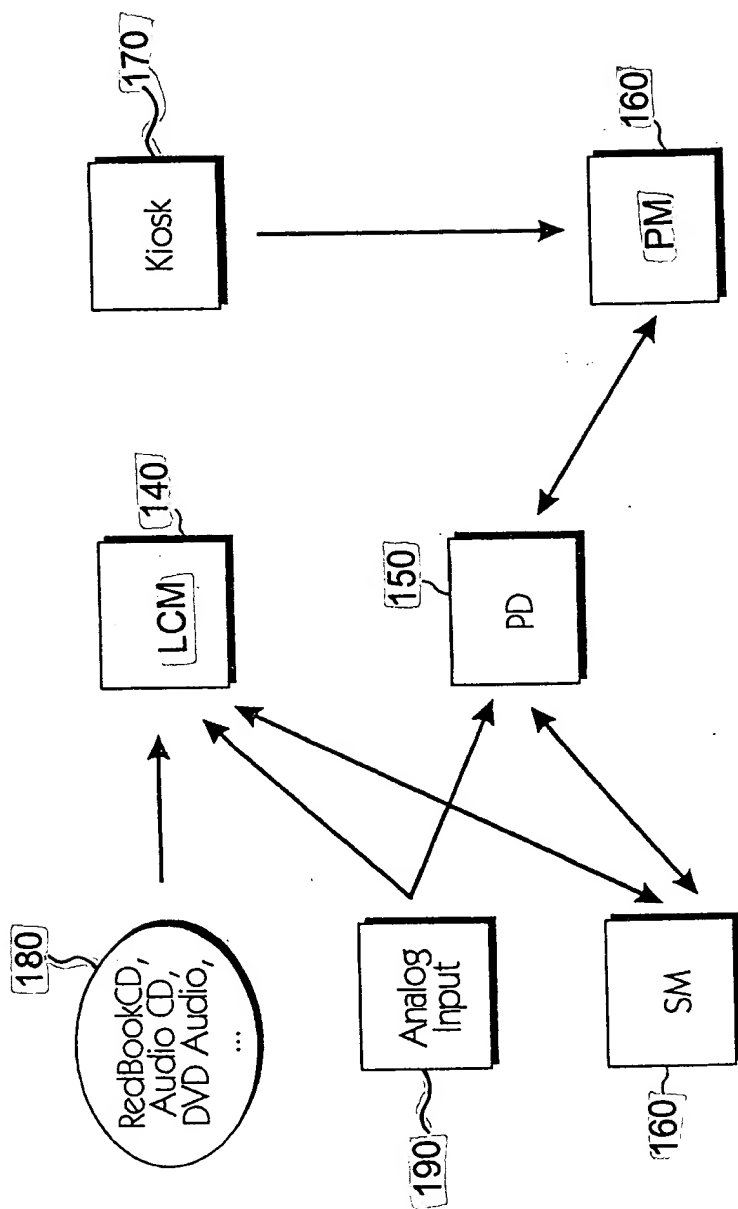 180
RedBookCD,
Audio CD,
DVD Audio,
...
LCM
140
Kiosk
170
190
Analog
Input
150
PD
PM
160
SM
160